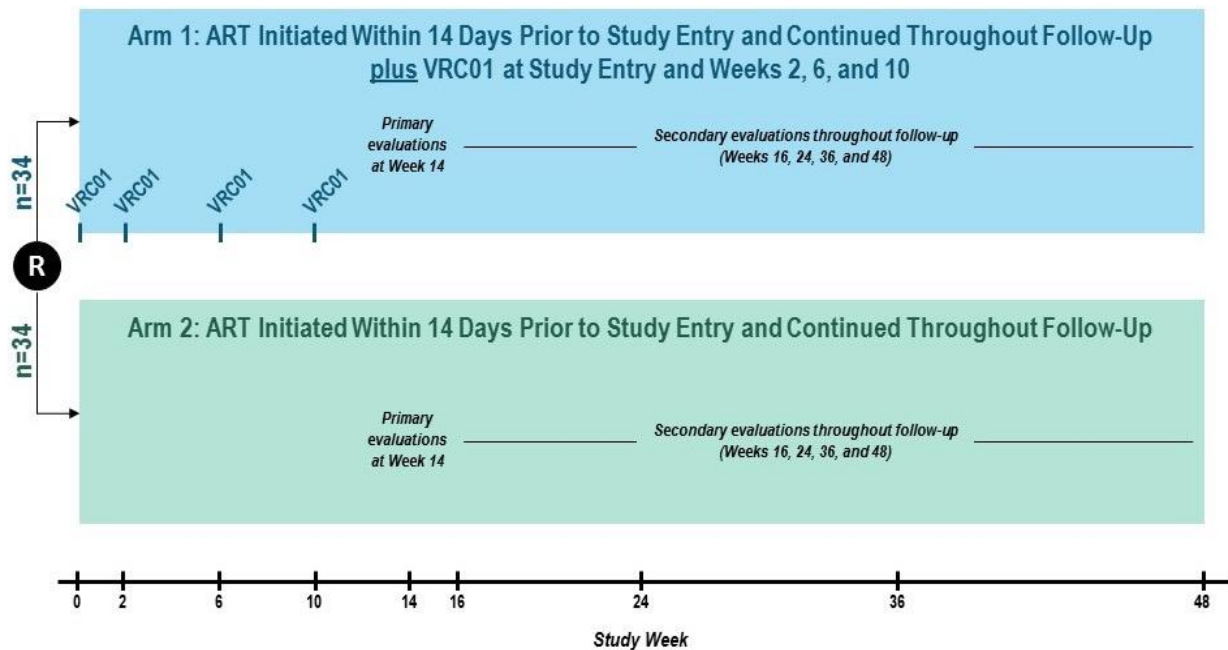 Arm 1: ART Initiated Within 14 Days Prior to Study Entry and Continued Throughout Follow-Up
plus VRC01 at Study Entry and Weeks 2, 6, and 10
Primary
evaluations
at Week 14
Secondary evaluations throughout follow-up
(Weeks 16, 24, 36, and 48)
n=34
VRC01
VRC01
VRC01
VRC01
R
n=34
Arm 2: ART Initiated Within 14 Days Prior to Study Entry and Continued Throughout Follow-Up
Primary
evaluations
at Week 14
Secondary evaluations throughout follow-up
(Weeks 16, 24, 36, and 48)
0 2 6 10 14 16 24 36 48
Study Week